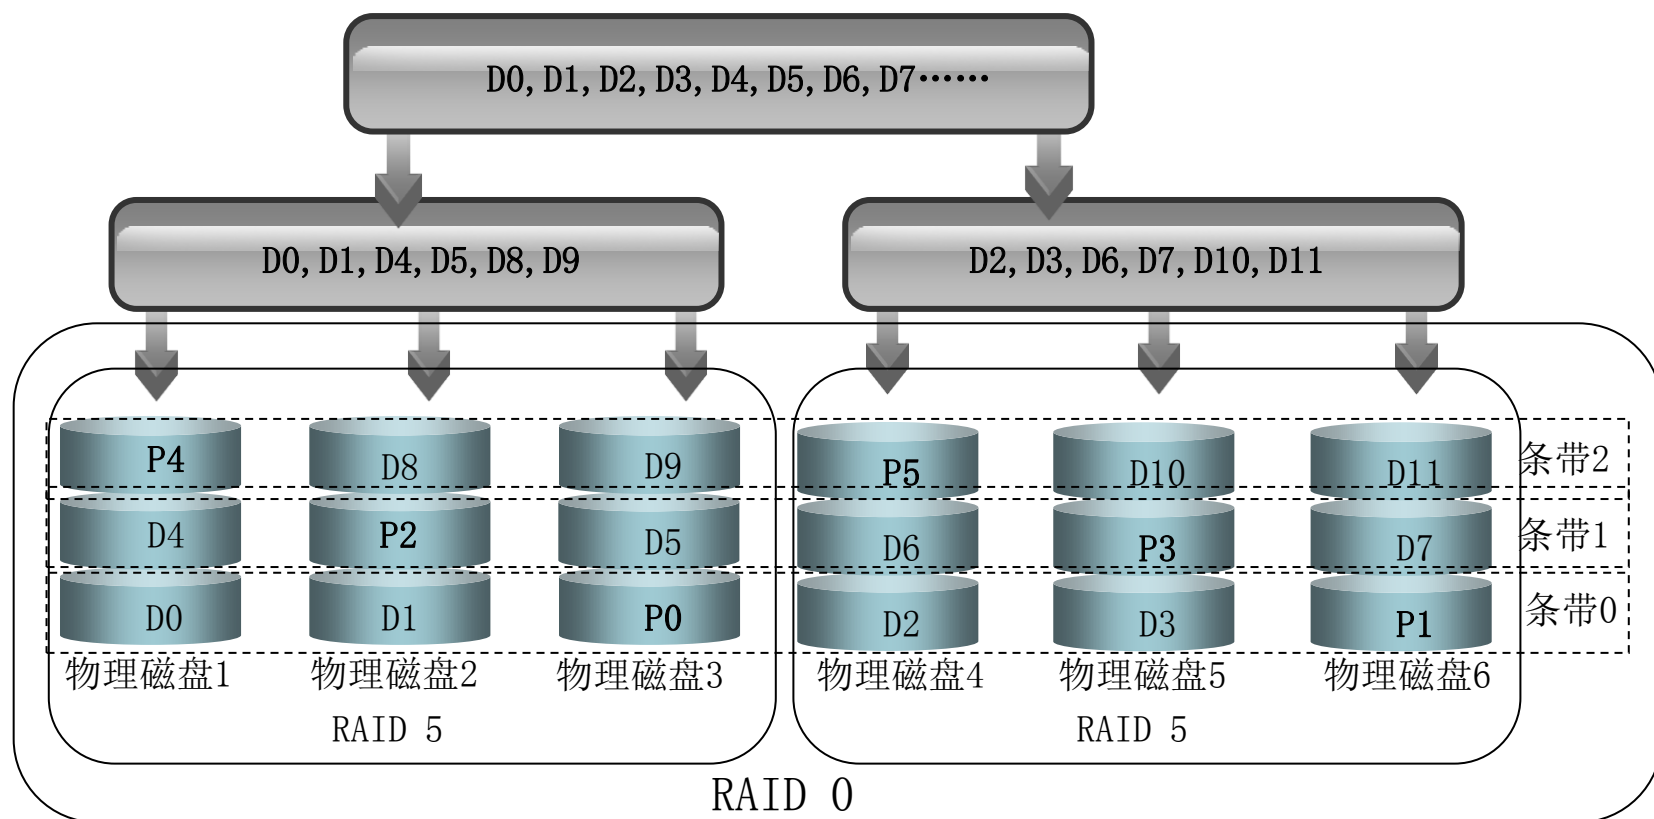 D0,D1,D2,D3,D4,D5,D6,D7……
D0,D1,D4,D5,D8,D9
D2,D3,D6,D7,D10,D11
P4 D8 D9 P5 D10 D11 条带2
D4 P2 D5 D6 P3 D7 条带1
D0 D1 P0 D2 D3 P1 条带0
物理磁盘1 物理磁盘2 物理磁盘3 物理磁盘4 物理磁盘5 物理磁盘6
RAID 5 RAID 5
RAID 0